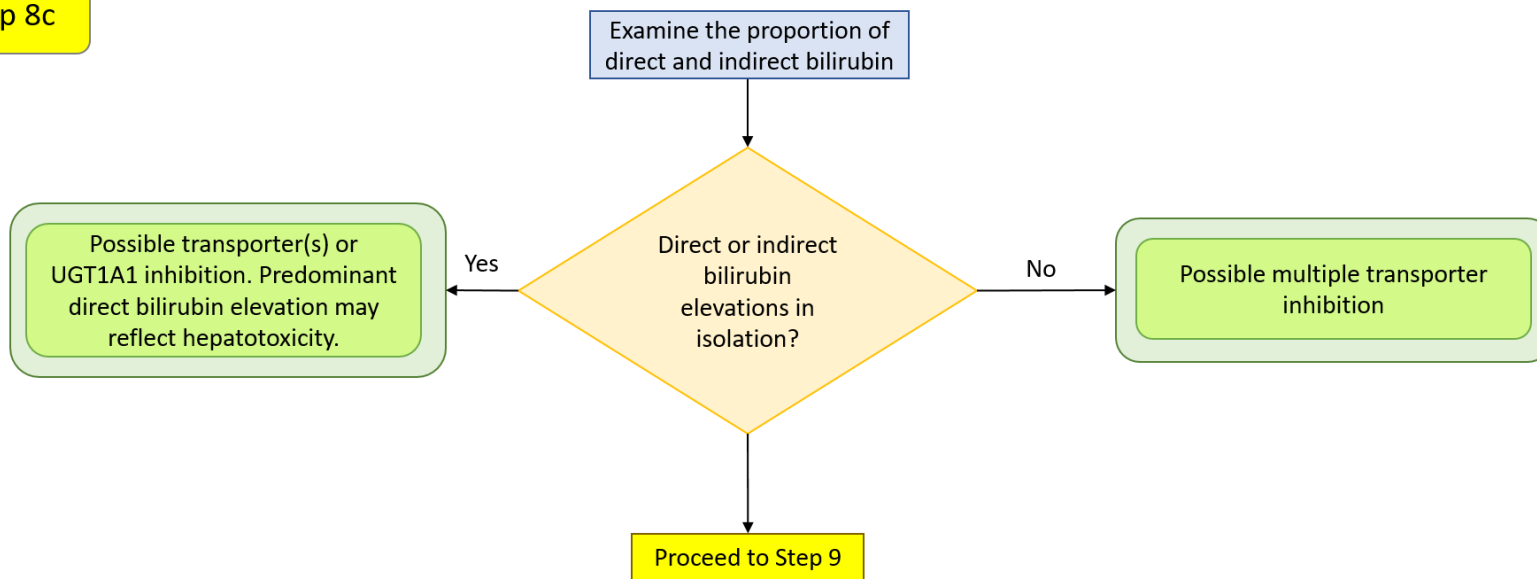 p 8c
Examine the proportion of
direct and indirect bilirubin
Direct or indirect
bilirubin
elevations in
isolation?
Yes
Possible transporter(s) or
UGT1A1 inhibition. Predominant
direct bilirubin elevation may
reflect hepatotoxicity.
No
Possible multiple transporter
inhibition
Proceed to Step 9